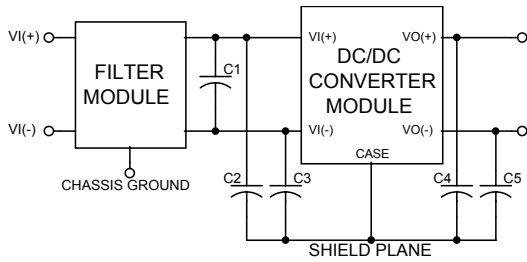 VI(+)
FILTER
MODULE
VI(-)
CHASSIS GROUND
C1
C2
C3
VI(+)
VO(+)
DC/DC
CONVERTER
MODULE
VI(-)
VO(-)
CASE
C4
C5
SHIELD PLANE